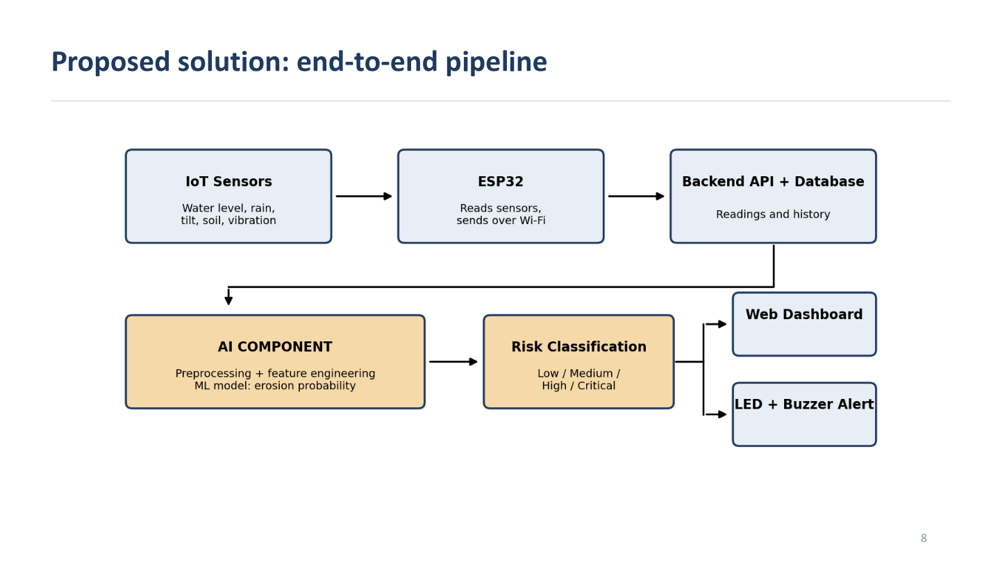 Proposed solution: end-to-end pipeline
IoT Sensors
Water level, rain,
tilt, soil, vibration
ESP32
Reads sensors,
sends over Wi-Fi
Backend API + Database
Readings and history
AI COMPONENT
Preprocessing + feature engineering
ML model: erosion probability
Risk Classification
Low / Medium /
High / Critical
Web Dashboard
LED + Buzzer Alert
8